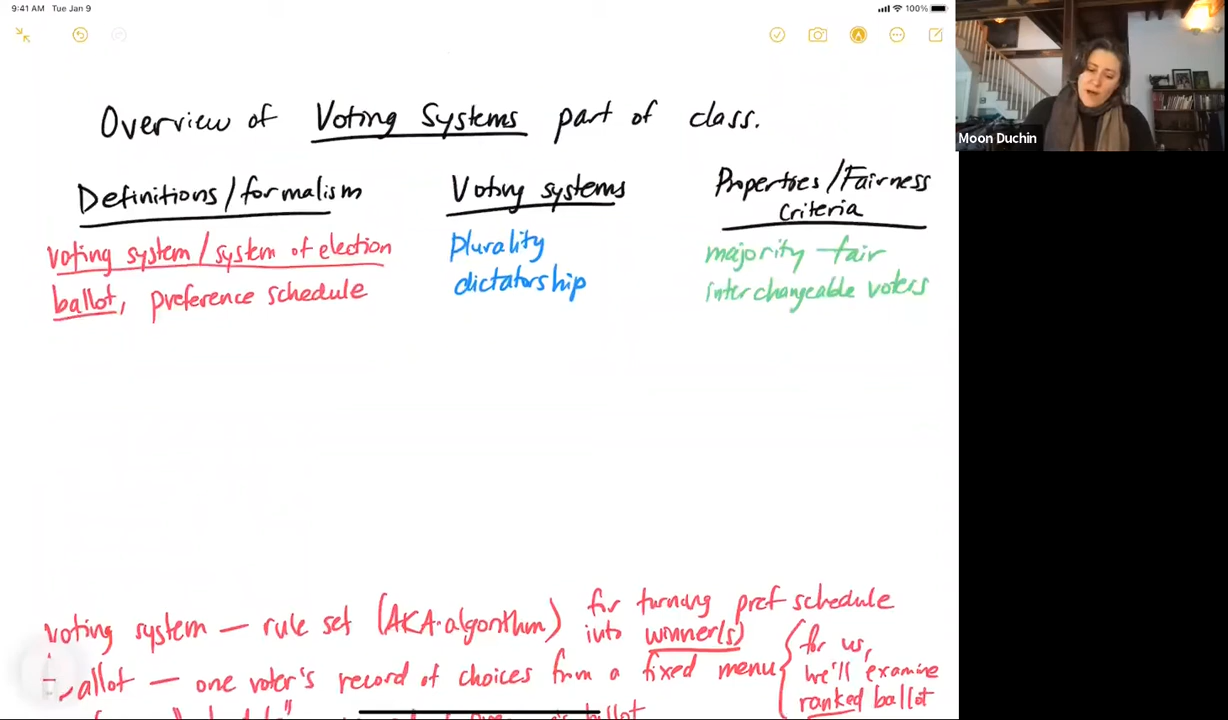 9:41 AM Tue Jan 9
100%
Moon Duchin
Overview of Voting Systems part of class.
Definitions/formalism
voting system/system of election
ballot, preference schedule
Voting systems
plurality
dictatorship
Properties/Fairness
criteria
majority fair
interchangeable voters
voting system — rule set (AKA algorithm) for turning pref schedule
into winner(s)
ballot — one voter's record of choices from a fixed menu
for us,
we'll examine
ranked ballot
ballot